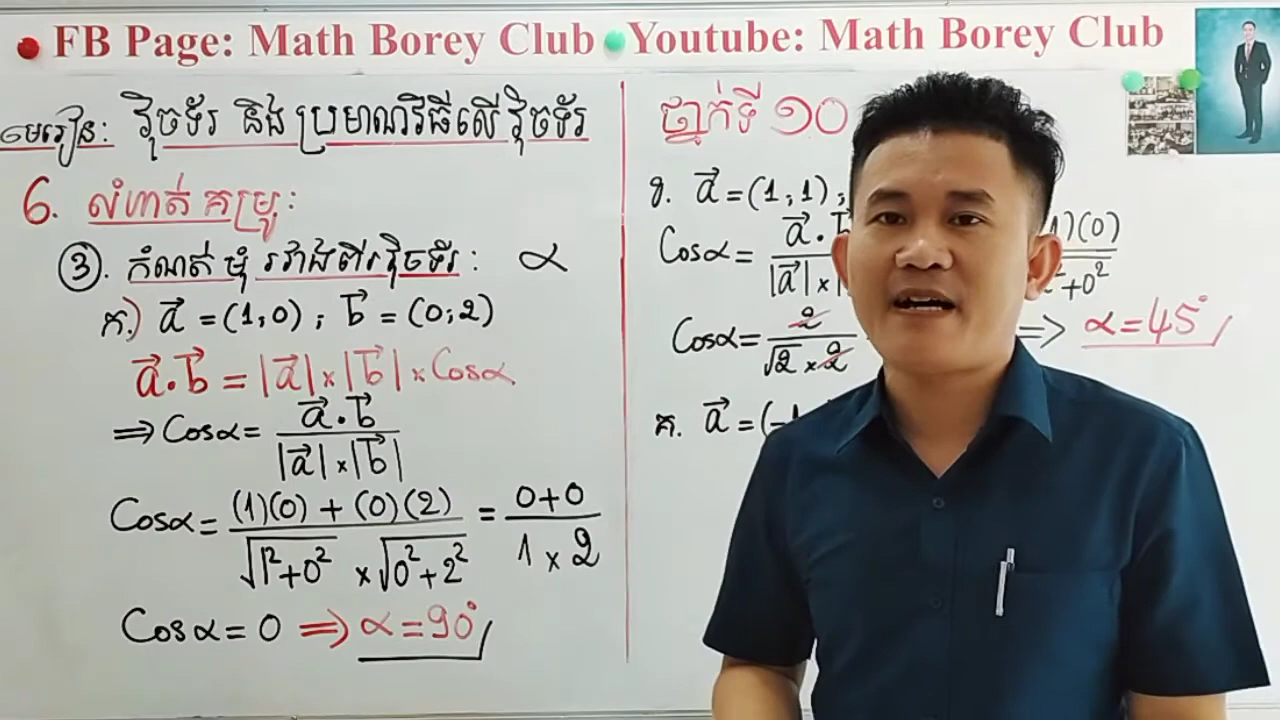 FB Page: Math Borey Club Youtube: Math Borey Club
មេរៀន: វ៉ិចទ័រ និង ប្រមាណវិធីលើ វ៉ិចទ័រ
6. លំហាត់ គម្រូ:
③. កំណត់ មុំ រវាងពីរវ៉ិចទ័រ: α
ក.) a⃗ = (1,0) ; b⃗ = (0;2)
a⃗ . b⃗ = |a⃗| × |b⃗| × Cosα
⟹ Cosα = a⃗ . b⃗ / |a⃗| × |b⃗|
Cosα = (1)(0) + (0)(2) / √1²+0² × √0²+2² = 0+0 / 1 × 2
Cosα = 0 ⟹ α = 90°
ថ្នាក់ទី ១០
ខ. a⃗ = (1,1);
Cosα = a⃗ . b⃗ / |a⃗| × )(0) / +0²
Cosα = 2 / √2 × 2 ⟹ α = 45°
គ. a⃗ = (-1